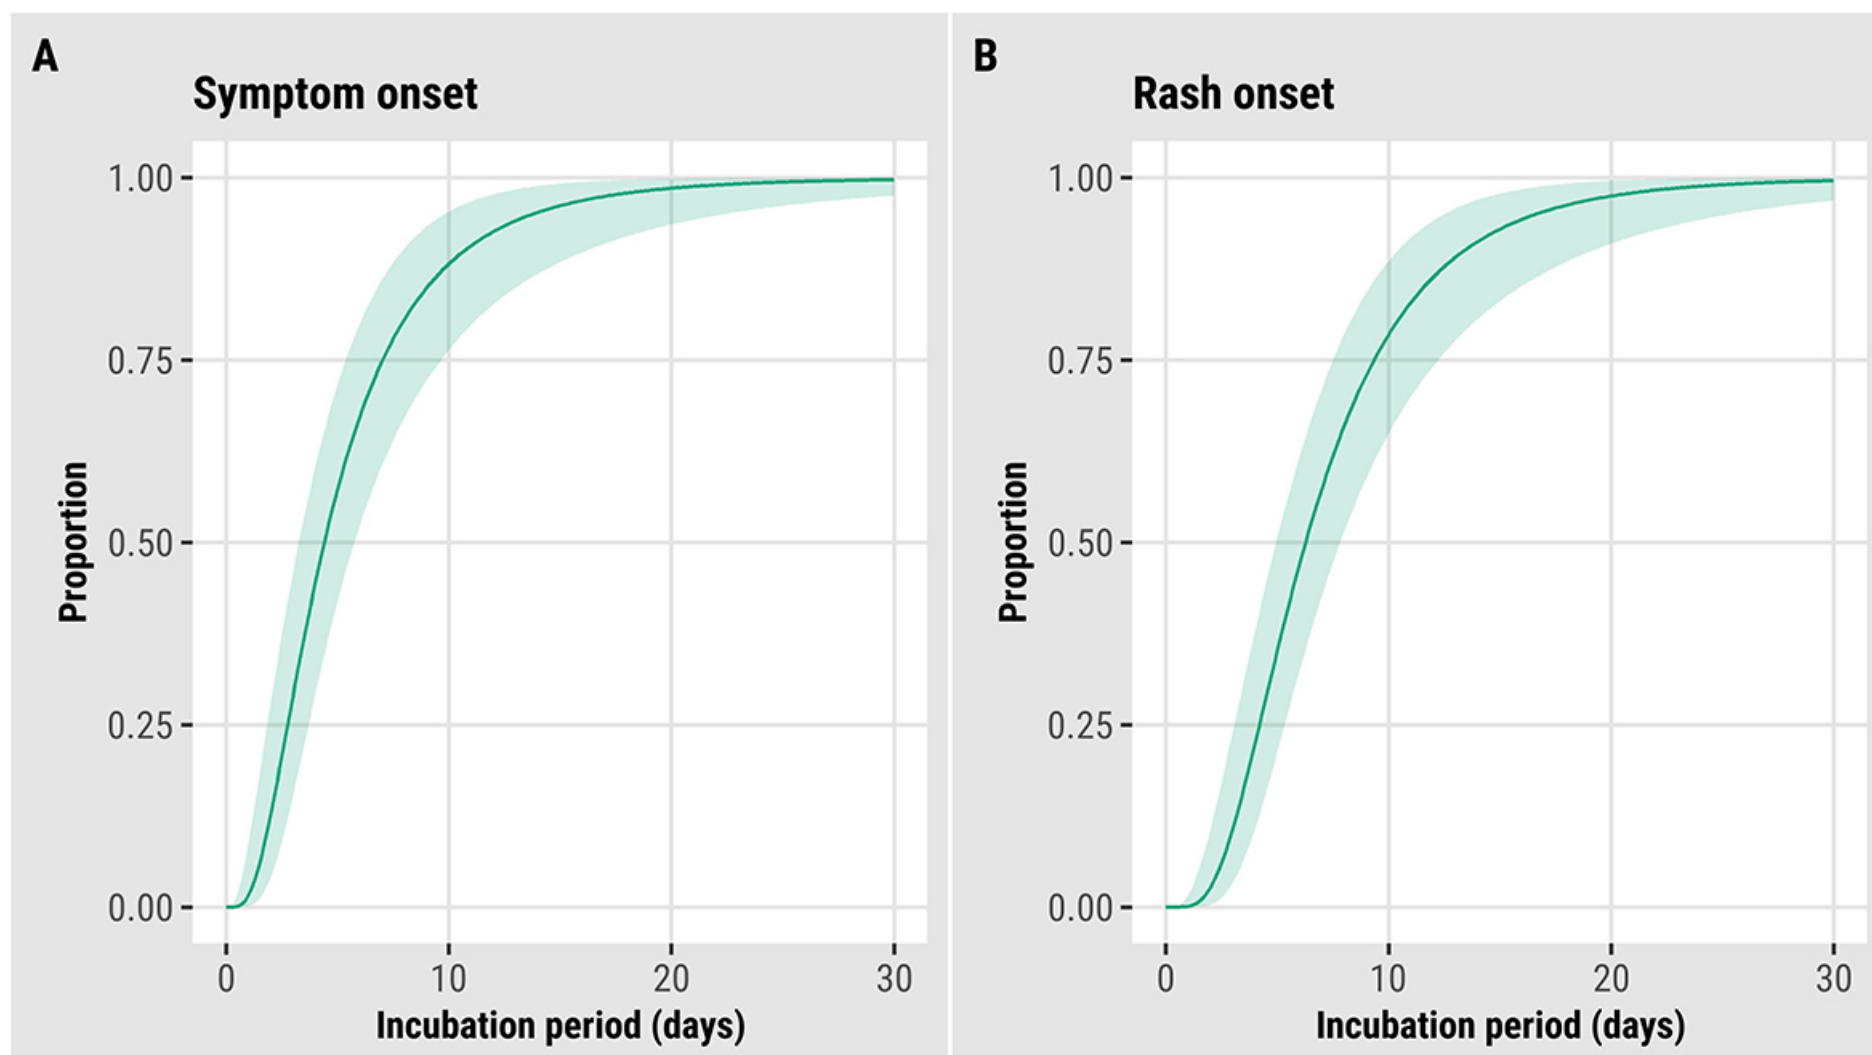 A
Symptom onset
1.00
0.75
0.50
0.25
0.00
Proportion
0 10 20 30
Incubation period (days)
B
Rash onset
1.00
0.75
0.50
0.25
0.00
Proportion
0 10 20 30
Incubation period (days)